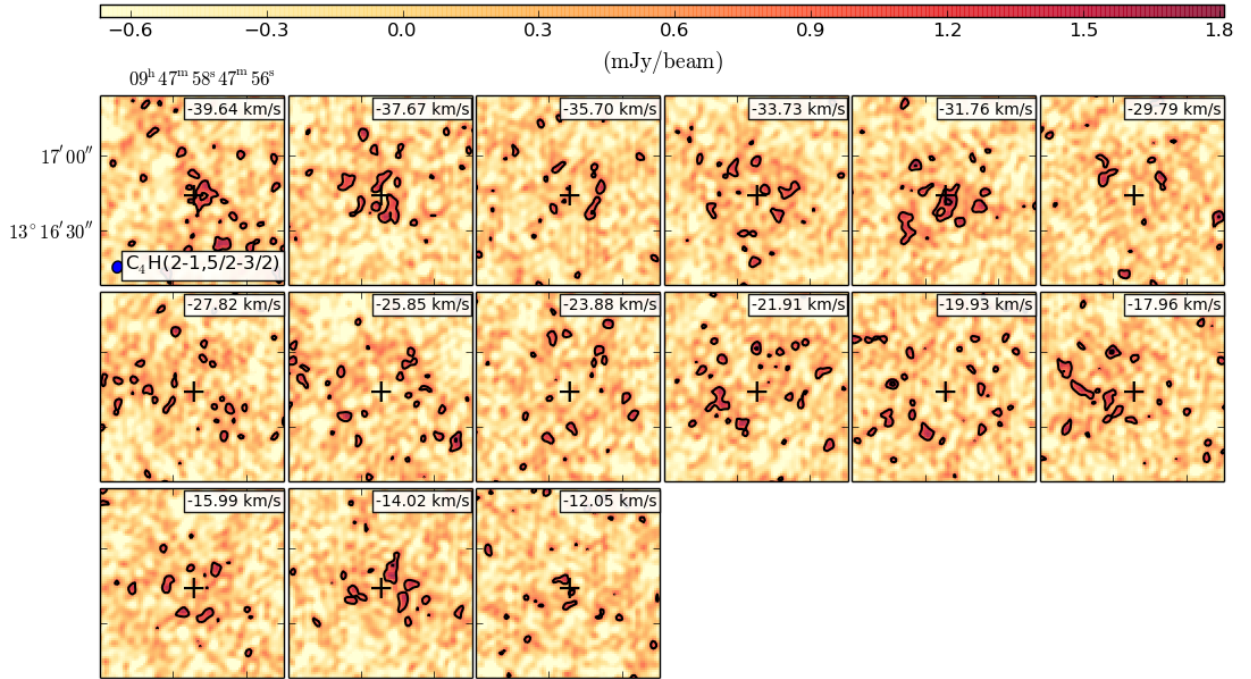 −0.6 −0.3 0.0 0.3 0.6 0.9 1.2 1.5 1.8
(mJy/beam)
09ʰ 47ᵐ 58ˢ 47ᵐ 56ˢ
-39.64 km/s -37.67 km/s -35.70 km/s -33.73 km/s -31.76 km/s -29.79 km/s
17′00″
13° 16′30″
C₄H(2-1,5/2-3/2)
-27.82 km/s -25.85 km/s -23.88 km/s -21.91 km/s -19.93 km/s -17.96 km/s
-15.99 km/s -14.02 km/s -12.05 km/s